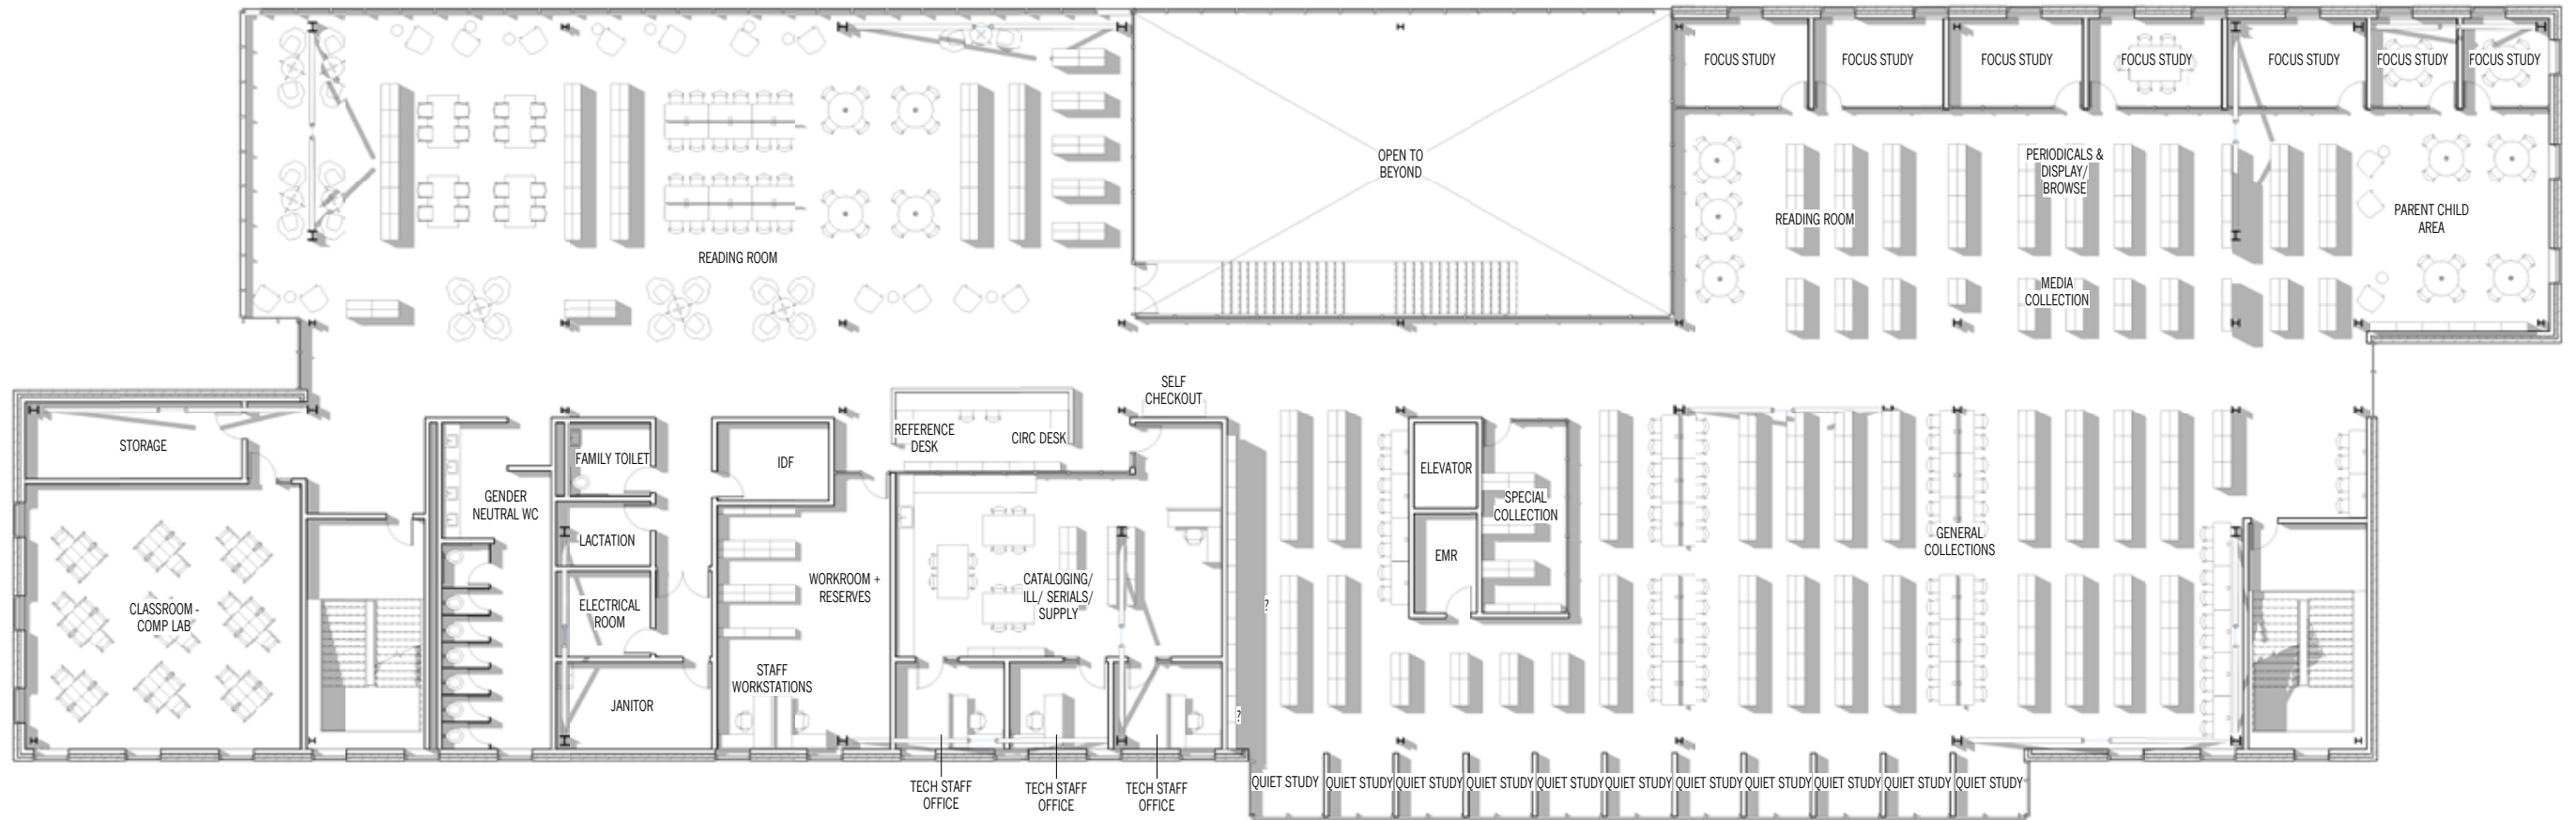 FOCUS STUDY
FOCUS STUDY
FOCUS STUDY
FOCUS STUDY
FOCUS STUDY
FOCUS STUDY
FOCUS STUDY
OPEN TO
BEYOND
PERIODICALS &
DISPLAY/
BROWSE
READING ROOM
PARENT CHILD
AREA
READING ROOM
MEDIA
COLLECTION
SELF
CHECKOUT
REFERENCE
DESK
CIRC DESK
STORAGE
FAMILY TOILET
IDF
ELEVATOR
GENDER
NEUTRAL WC
SPECIAL
COLLECTION
LACTATION
EMR
GENERAL
COLLECTIONS
WORKROOM +
RESERVES
CATALOGING/
ILL/ SERIALS/
SUPPLY
CLASSROOM -
COMP LAB
ELECTRICAL
ROOM
?
STAFF
WORKSTATIONS
JANITOR
?
TECH STAFF
OFFICE
TECH STAFF
OFFICE
TECH STAFF
OFFICE
QUIET STUDY
QUIET STUDY
QUIET STUDY
QUIET STUDY
QUIET STUDY
QUIET STUDY
QUIET STUDY
QUIET STUDY
QUIET STUDY
QUIET STUDY
QUIET STUDY